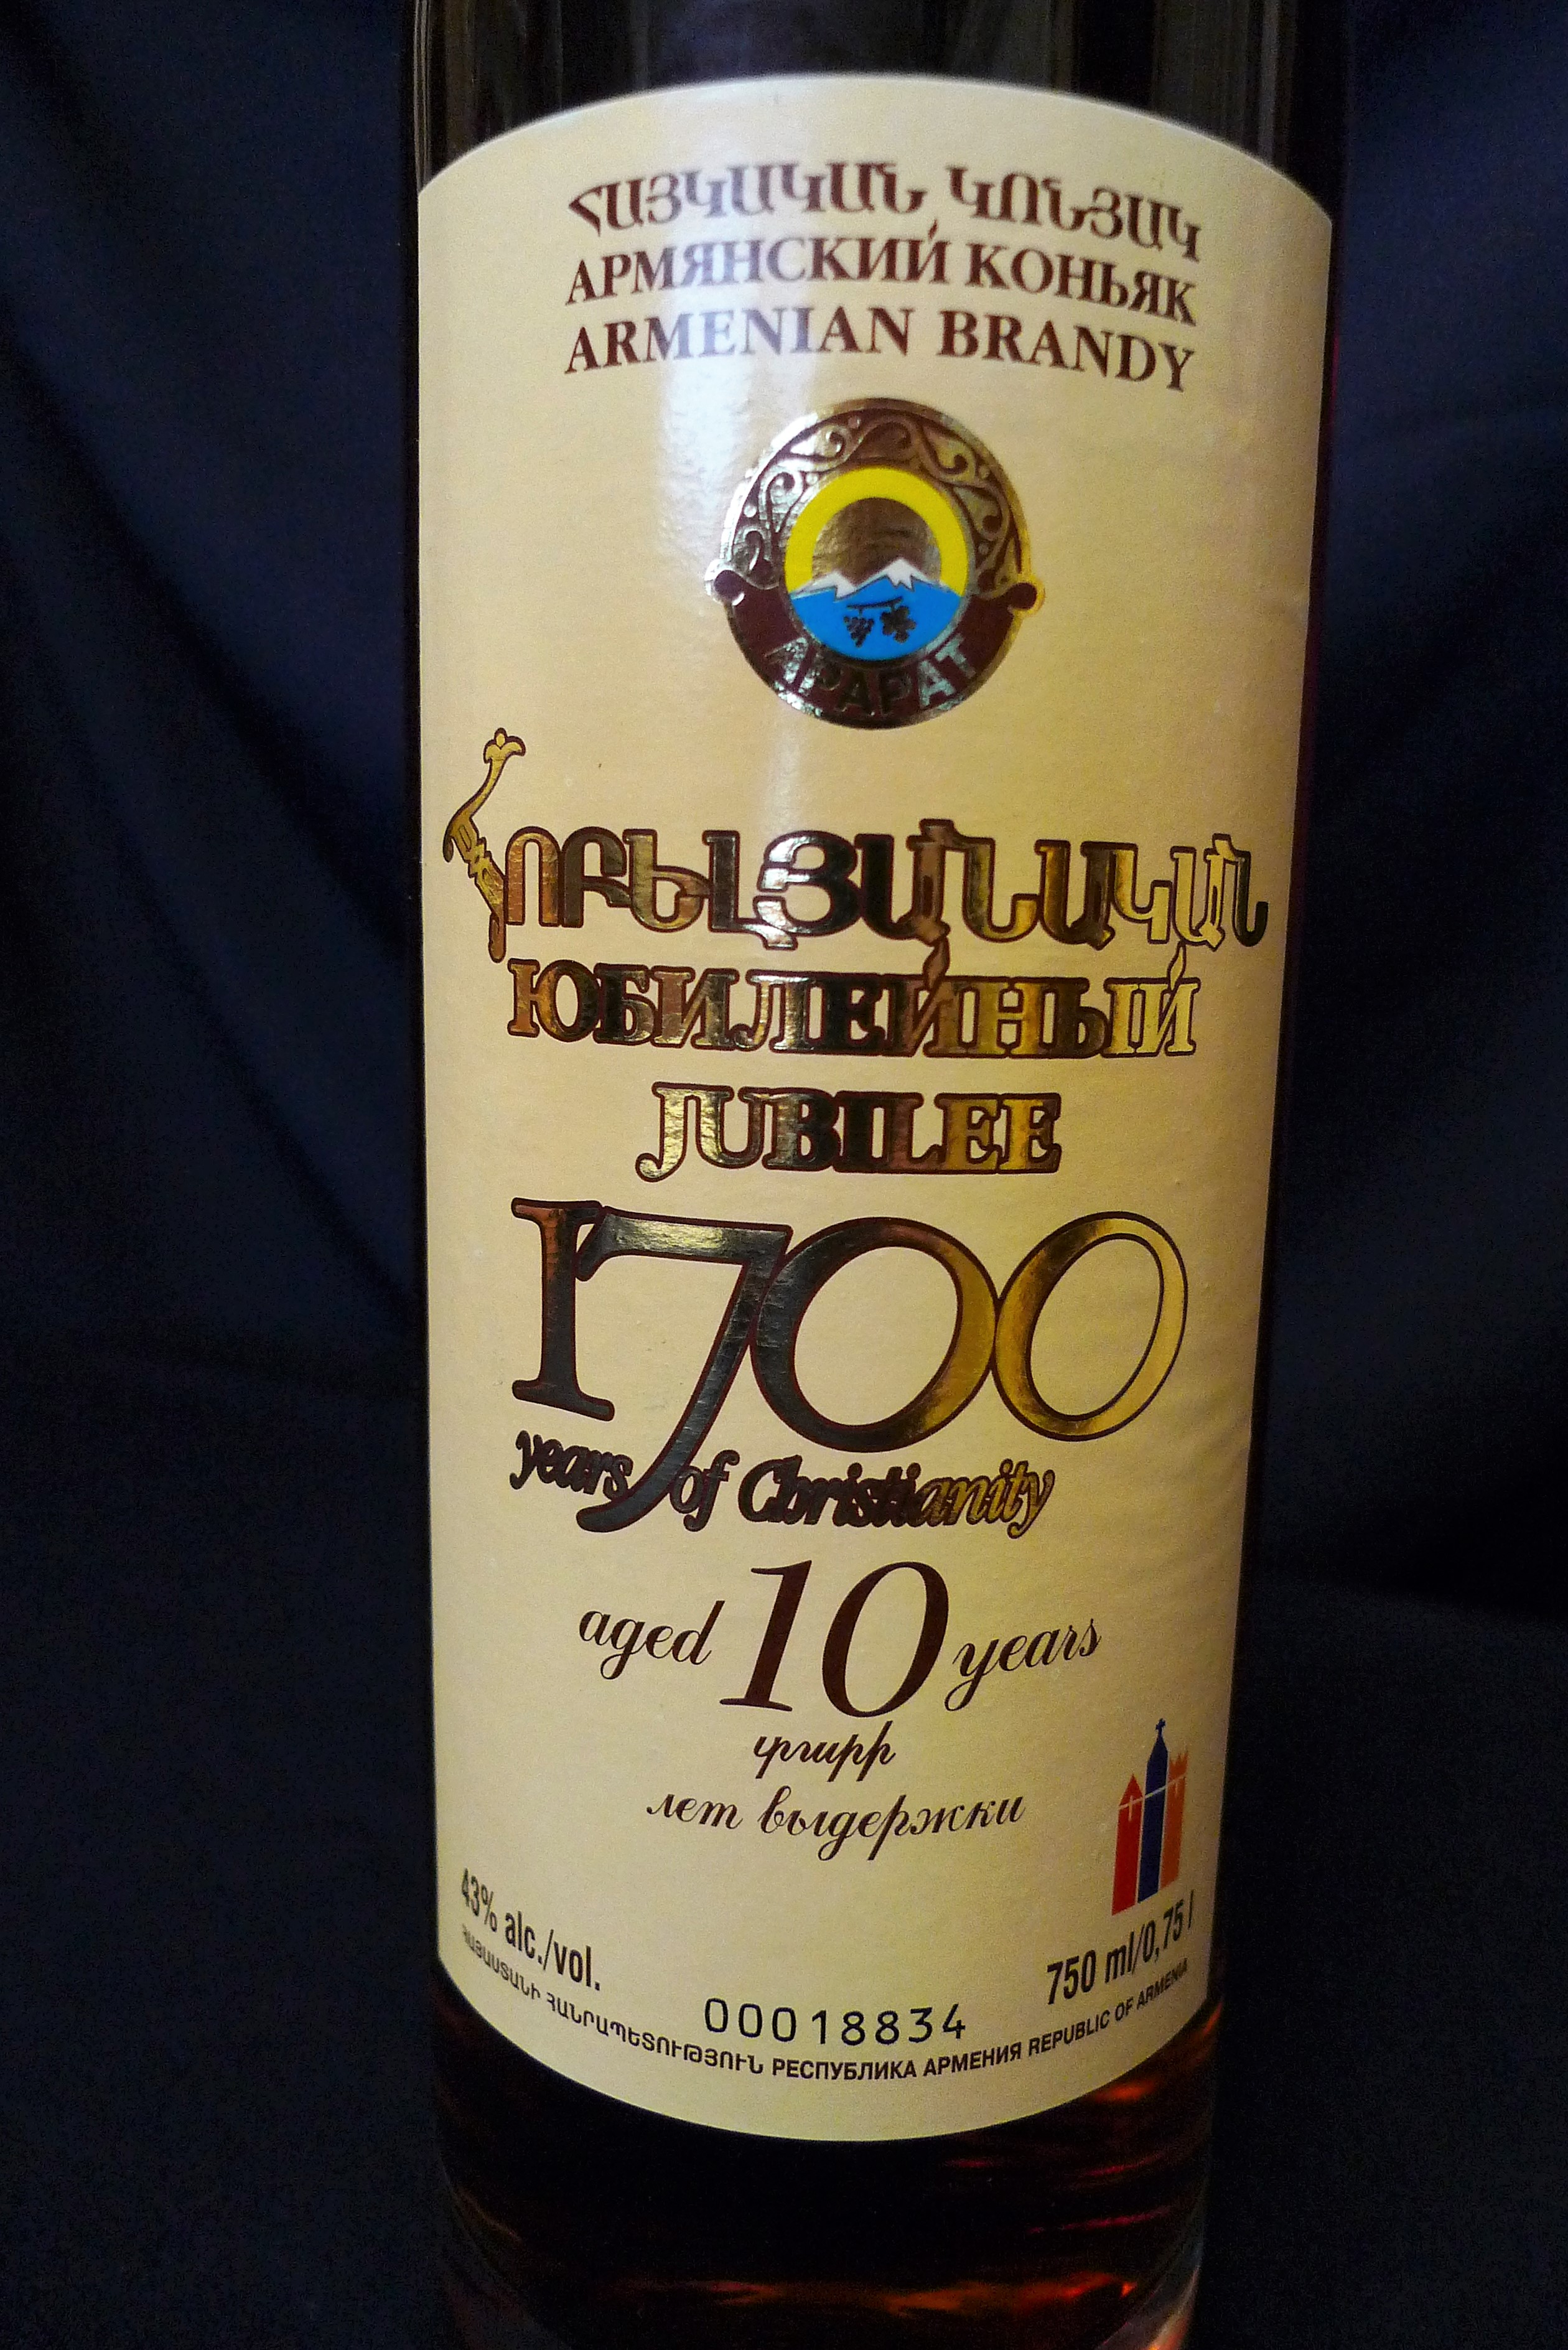 ՀԱՅԿԱԿԱՆ ԿՈՆՅԱԿ
АРМЯНСКИЙ КОНЬЯК
ARMENIAN BRANDY
АРАРАТ
ՀՈԲԵԼՅԱՆԱԿԱՆ
ЮБИЛЕЙНЫЙ
JUBILEE
1700
years of Christianity
aged 10 years
տարի
лет выдержки
43% alc./vol.
750 ml/0,75 l
00018834
ՀԱՅԱՍՏԱՆԻ ՀԱՆՐԱՊԵՏՈՒԹՅՈՒՆ РЕСПУБЛИКА АРМЕНИЯ REPUBLIC OF ARMENIA